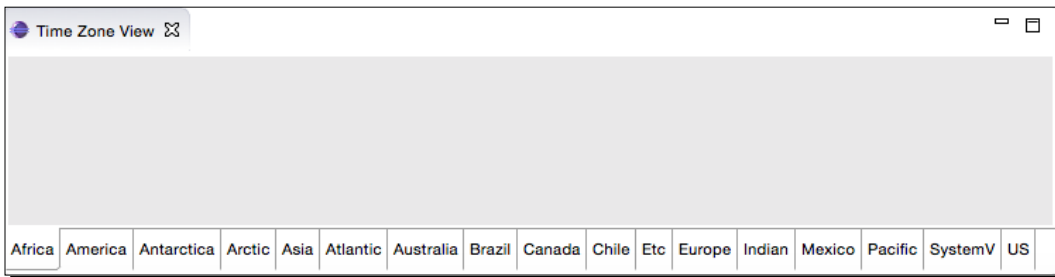 Time Zone View
Africa America Antarctica Arctic Asia Atlantic Australia Brazil Canada Chile Etc Europe Indian Mexico Pacific SystemV US